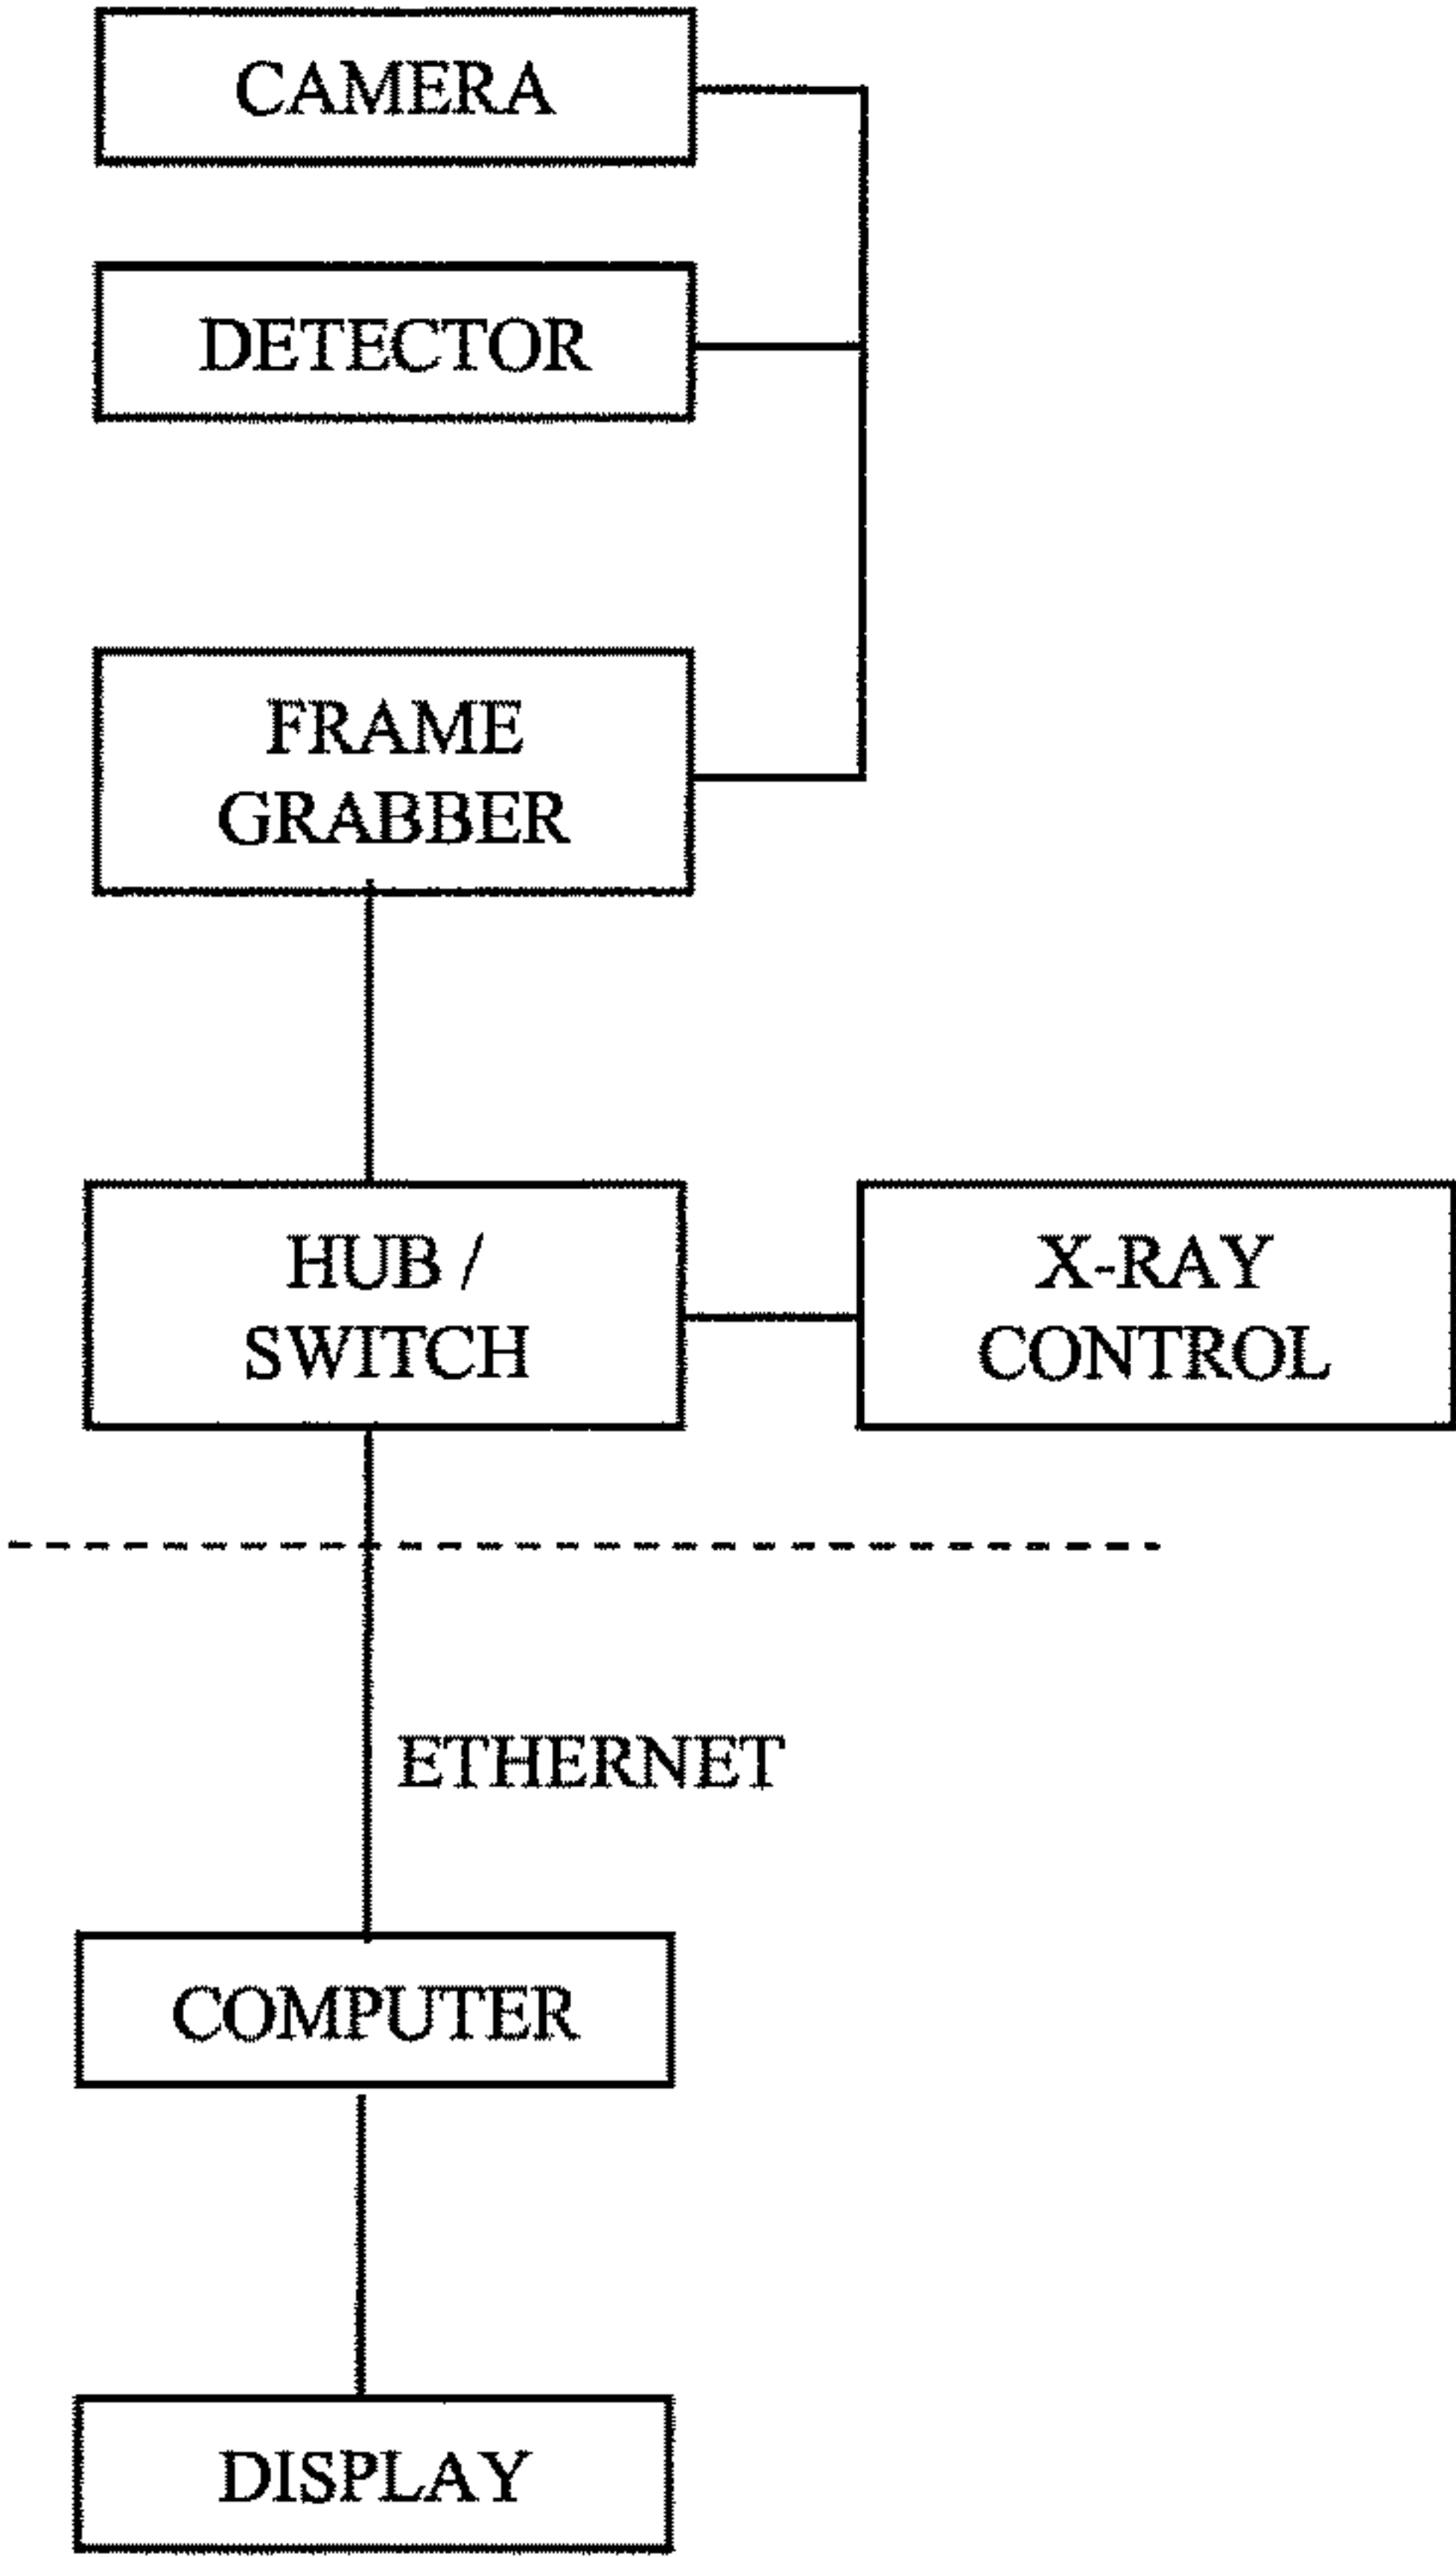 CAMERA
DETECTOR
FRAME
GRABBER
HUB /
SWITCH
X-RAY
CONTROL
ETHERNET
COMPUTER
DISPLAY